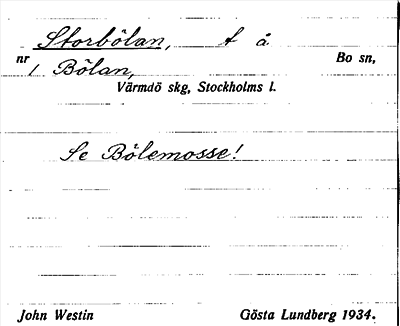 Storbölan, t å
nr 1 Bölan, Bo sn,
Värmdö skg, Stockholms l.
Se Bölemosse!
John Westin Gösta Lundberg 1934.